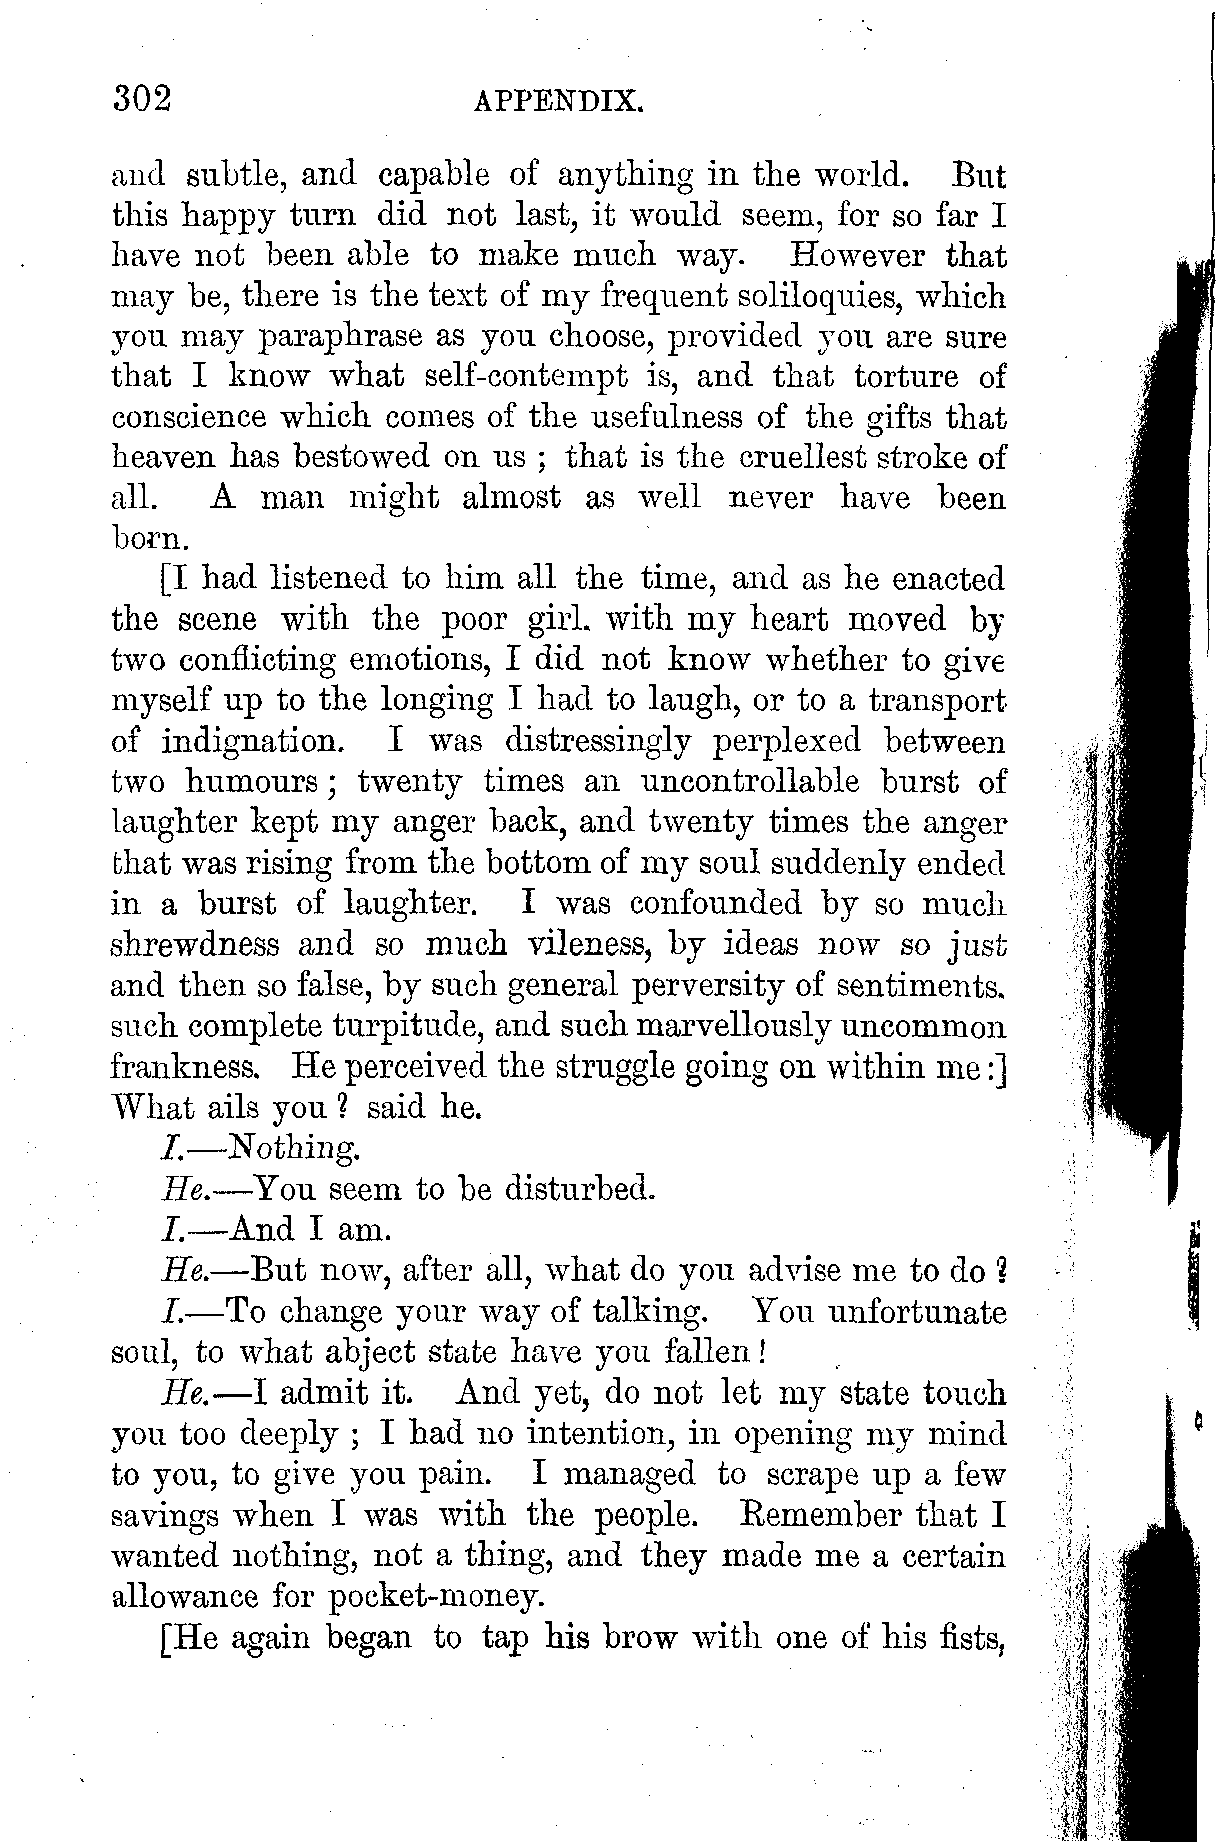 302 APPENDIX.
and subtle, and capable of anything in the world. But
this happy turn did not last, it would seem, for so far I
have not been able to make much way. However that
may be, there is the text of my frequent soliloquies, which
you may paraphrase as you choose, provided you are sure
that I know what self-contempt is, and that torture of
conscience which comes of the usefulness of the gifts that
heaven has bestowed on us ; that is the cruellest stroke of
all. A man might almost as well never have been
born.
[I had listened to him all the time, and as he enacted
the scene with the poor girl. with my heart moved by
two conflicting emotions, I did not know whether to give
myself up to the longing I had to laugh, or to a transport
of indignation. I was distressingly perplexed between
two humours ; twenty times an uncontrollable burst of
laughter kept my anger back, and twenty times the anger
that was rising from the bottom of my soul suddenly ended
in a burst of laughter. I was confounded by so much
shrewdness and so much vileness, by ideas now so just
and then so false, by such general perversity of sentiments.
such complete turpitude, and such marvellously uncommon
frankness. He perceived the struggle going on within me :]
What ails you ? said he.
I.—Nothing.
He.—You seem to be disturbed.
I.—And I am.
He.—But now, after all, what do you advise me to do ?
I.—To change your way of talking. You unfortunate
soul, to what abject state have you fallen !
He.—I admit it. And yet, do not let my state touch
you too deeply ; I had no intention, in opening my mind
to you, to give you pain. I managed to scrape up a few
savings when I was with the people. Remember that I
wanted nothing, not a thing, and they made me a certain
allowance for pocket-money.
[He again began to tap his brow with one of his fists,